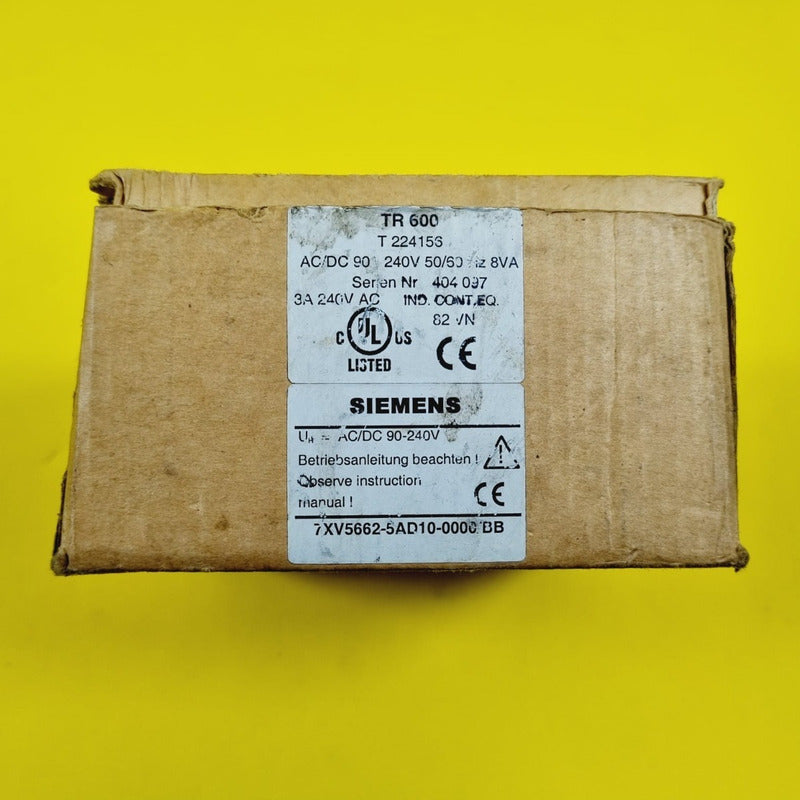 TR 600
T 224156
AC/DC 90 240V 50/60 Hz 8VA
Serien Nr 404 097
3A 240V AC IND. CONT.EQ.
82
C UL US
LISTED
CE
SIEMENS
AC/DC 90-240V
Betriebsanleitung beachten !
Observe instruction
manual !
CE
7XV5662-5AD10-0000/BB